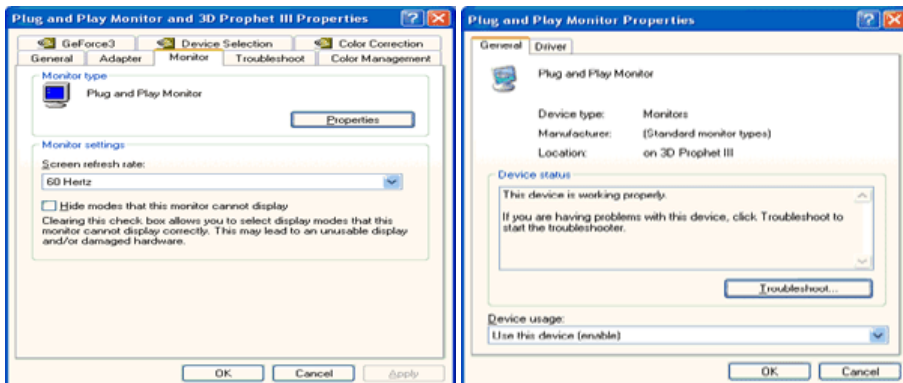 Plug and Play Monitor and 3D Prophet III Properties
GeForce3 Device Selection Color Correction
General Adapter Monitor Troubleshoot Color Management
Monitor type
Plug and Play Monitor
Properties
Monitor settings
Screen refresh rate:
60 Hertz
Hide modes that this monitor cannot display
Clearing this check box allows you to select display modes that this
monitor cannot display correctly. This may lead to an unusable display
and/or damaged hardware.
OK Cancel Apply
Plug and Play Monitor Properties
General Driver
Plug and Play Monitor
Device type: Monitors
Manufacturer: (Standard monitor types)
Location: on 3D Prophet III
Device status
This device is working properly.
If you are having problems with this device, click Troubleshoot to
start the troubleshooter.
Troubleshoot...
Device usage:
Use this device (enable)
OK Cancel